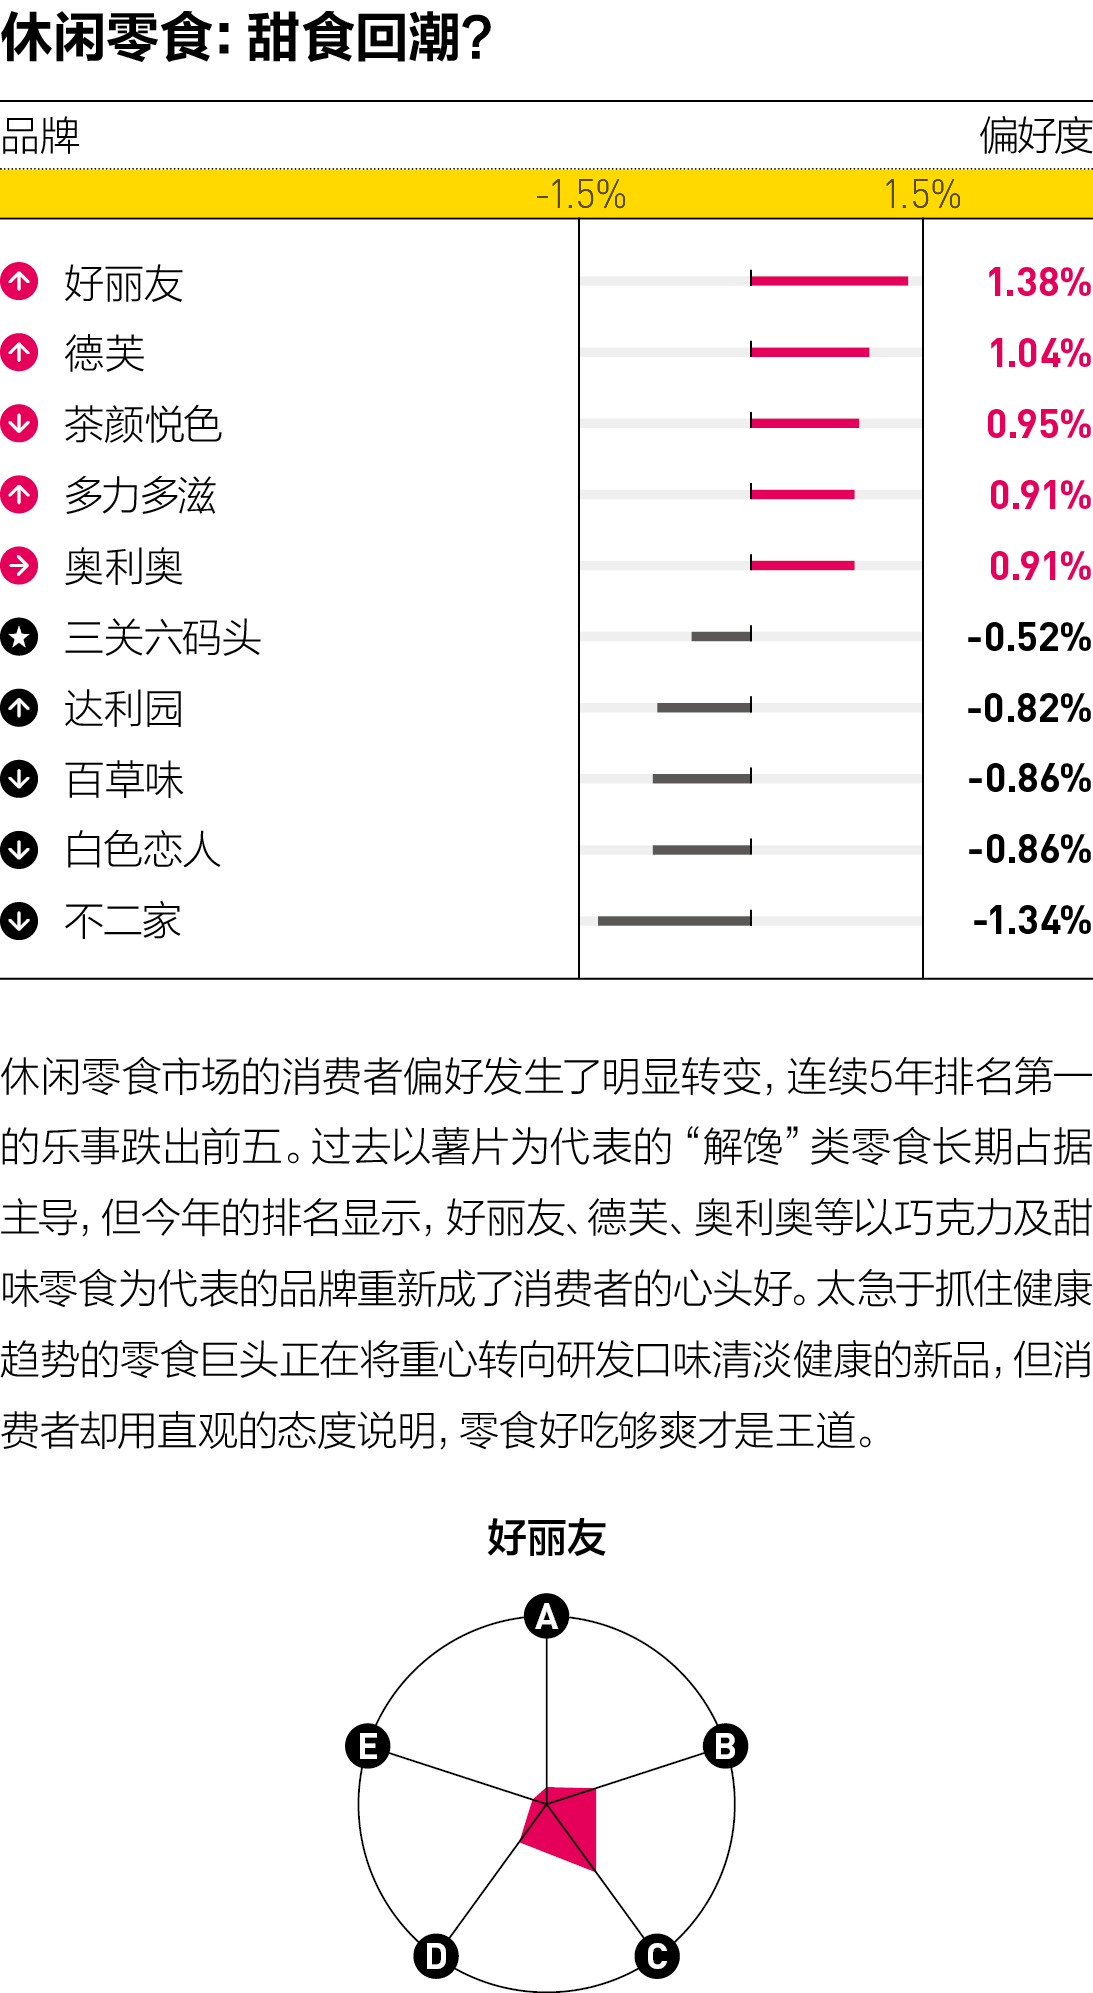 休闲零食：甜食回潮？
品牌 偏好度
-1.5% 1.5%
好丽友 1.38%
德芙 1.04%
茶颜悦色 0.95%
多力多滋 0.91%
奥利奥 0.91%
三关六码头 -0.52%
达利园 -0.82%
百草味 -0.86%
白色恋人 -0.86%
不二家 -1.34%
休闲零食市场的消费者偏好发生了明显转变，连续5年排名第一
的乐事跌出前五。过去以薯片为代表的“解馋”类零食长期占据
主导，但今年的排名显示，好丽友、德芙、奥利奥等以巧克力及甜
味零食为代表的品牌重新成了消费者的心头好。太急于抓住健康
趋势的零食巨头正在将重心转向研发口味清淡健康的新品，但消
费者却用直观的态度说明，零食好吃够爽才是王道。
好丽友
A
E B
D C